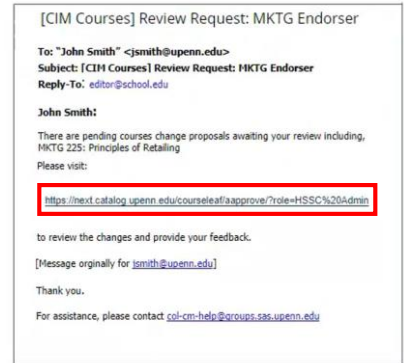 [CIM Courses] Review Request: MKTG Endorser
To: "John Smith" <jsmith@upenn.edu>
Subject: [CIM Courses] Review Request: MKTG Endorser
Reply-To: editor@school.edu
John Smith:
There are pending courses change proposals awaiting your review including,
MKTG 225: Principles of Retailing
Please visit:
https://next.catalog.upenn.edu/courseleaf/aapprove/?role=HSSC%20Admin
to review the changes and provide your feedback.
[Message orginally for jsmith@upenn.edu]
Thank you.
For assistance, please contact col-cm-help@groups.sas.upenn.edu